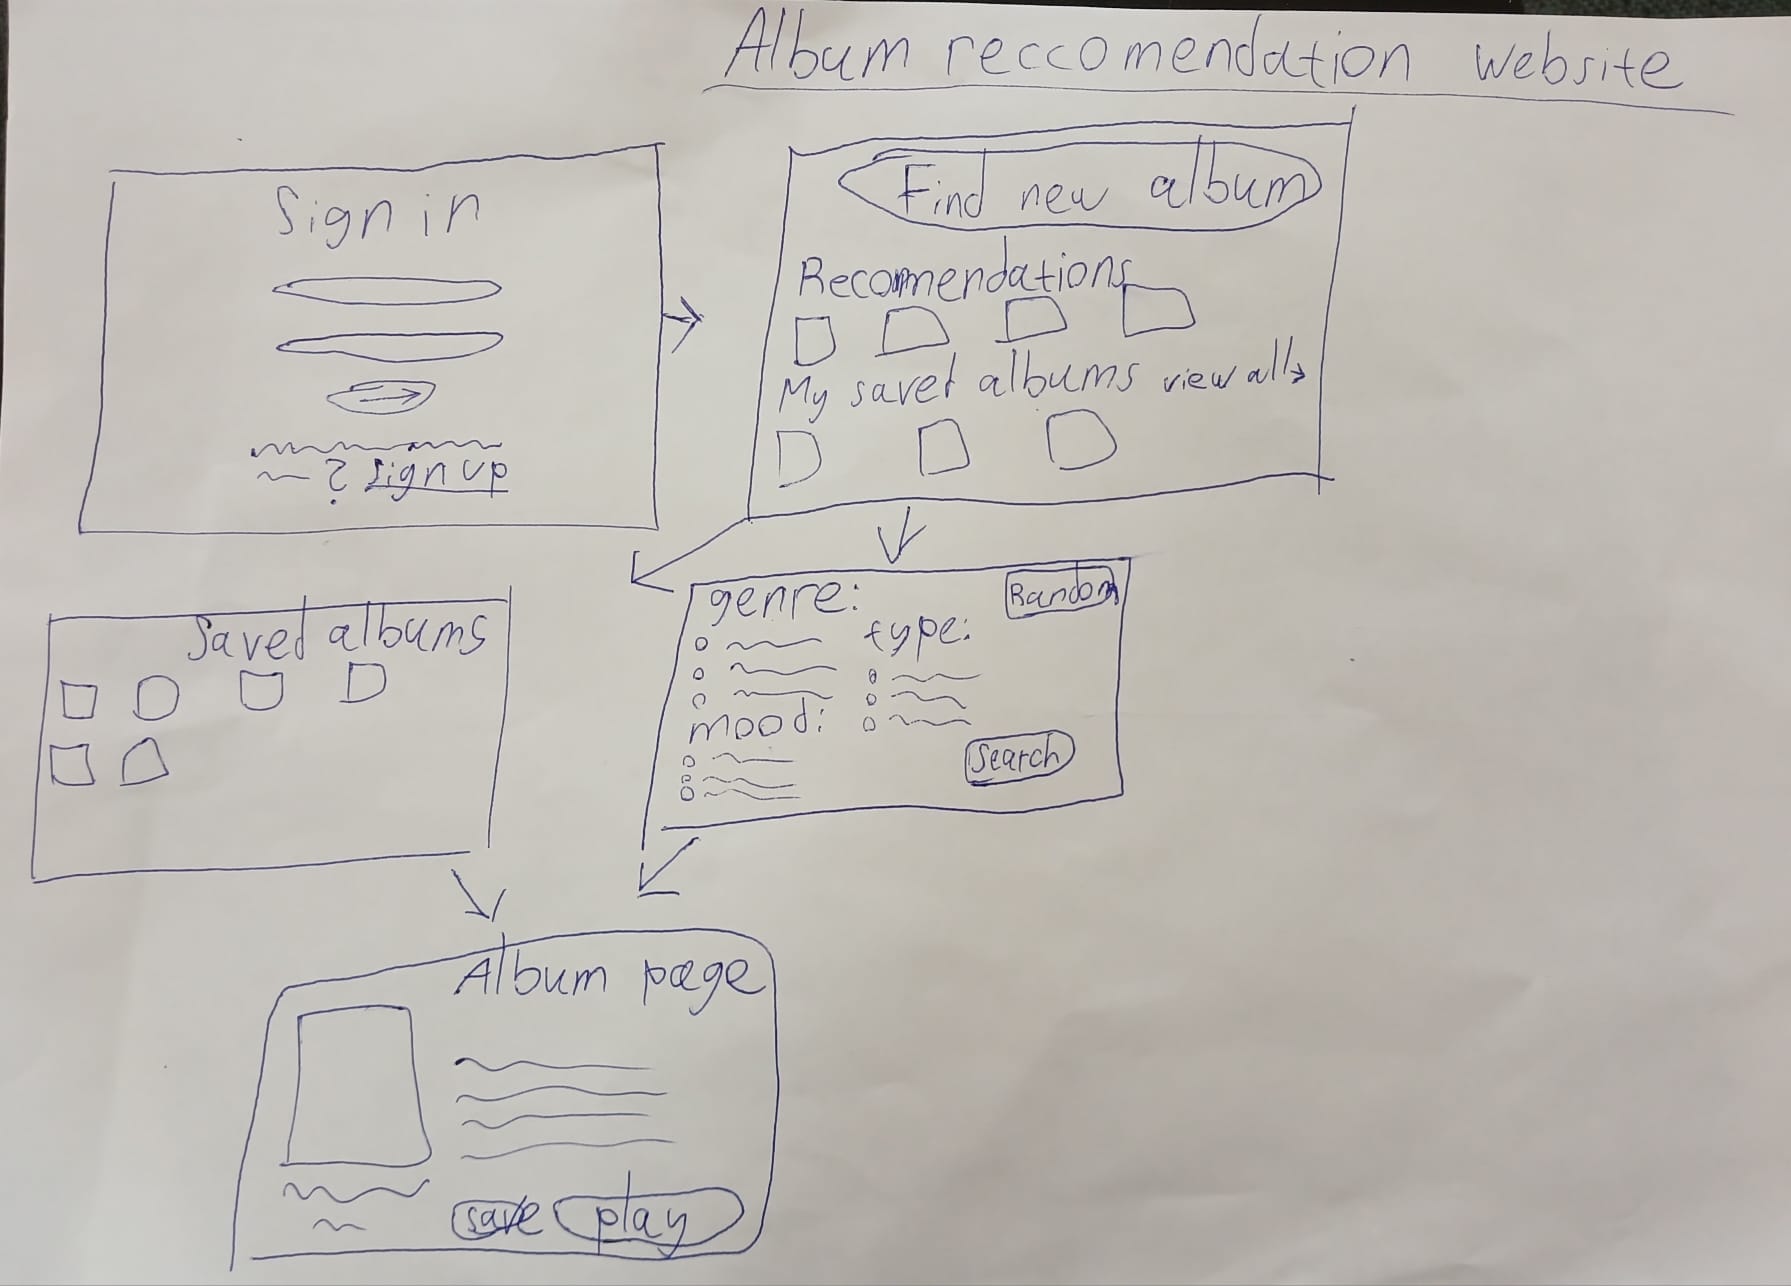 Album reccomendation website
Sign in
? sign up
Find new album
Recommendations
My saved albums view all
Saved albums
genre:
Random
type:
mood:
Search
Album page
save play